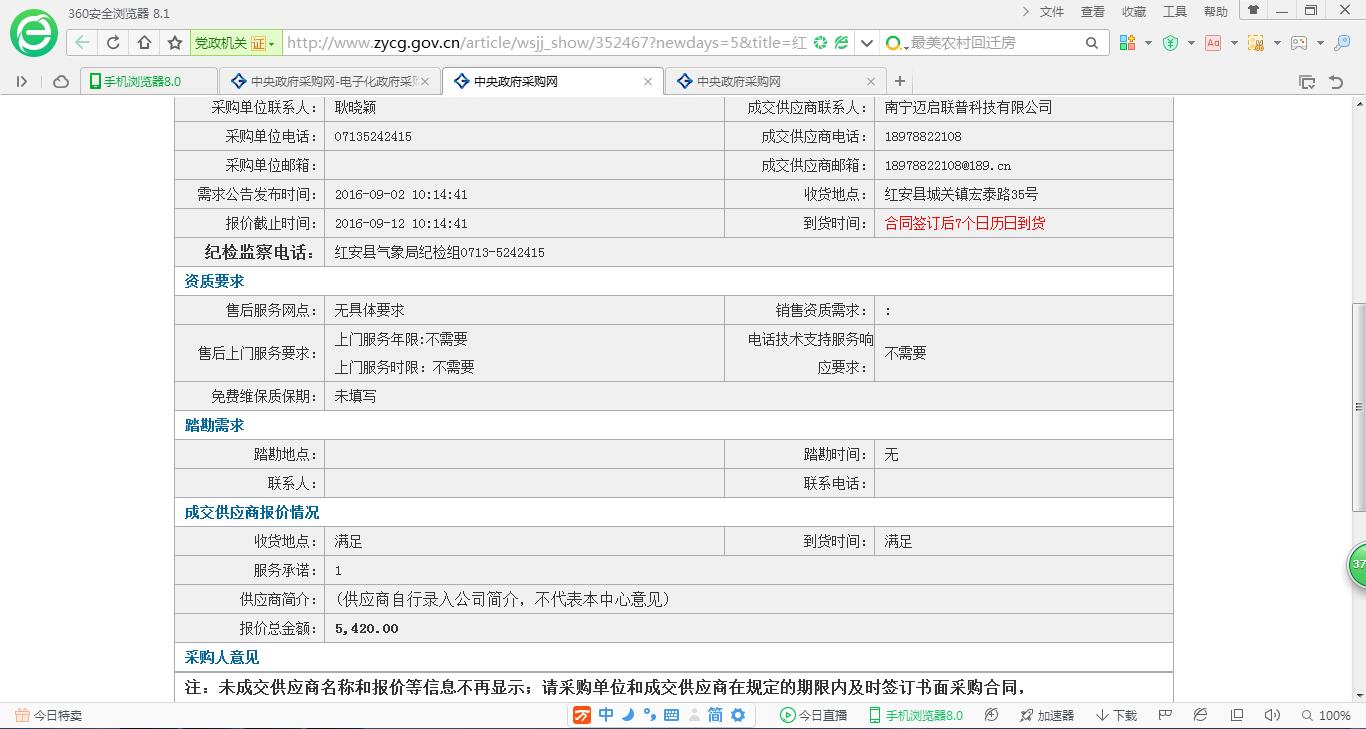 360安全浏览器 8.1
文件 查看 收藏 工具 帮助
党政机关 证 http://www.zycg.gov.cn/article/wsjj_show/352467?newdays=5&title=红 最美农村回迁房
手机浏览器8.0 中央政府采购网-电子化政府采 中央政府采购网 中央政府采购网
采购单位联系人： 耿晓颖 成交供应商联系人： 南宁迈启联普科技有限公司
采购单位电话： 07135242415 成交供应商电话： 18978822108
采购单位邮箱： 成交供应商邮箱： 18978822108@189.cn
需求公告发布时间： 2016-09-02 10:14:41 收货地点： 红安县城关镇宏泰路35号
报价截止时间： 2016-09-12 10:14:41 到货时间： 合同签订后7个日历日到货
纪检监察电话： 红安县气象局纪检组0713-5242415
资质要求
售后服务网点： 无具体要求 销售资质需求： :
售后上门服务要求： 上门服务年限:不需要 电话技术支持服务响
上门服务时限：不需要 应要求： 不需要
免费维保质保期： 未填写
踏勘需求
踏勘地点： 踏勘时间： 无
联系人： 联系电话：
成交供应商报价情况
收货地点： 满足 到货时间： 满足
服务承诺： 1
供应商简介： (供应商自行录入公司简介，不代表本中心意见)
报价总金额： 5,420.00
采购人意见
注：未成交供应商名称和报价等信息不再显示；请采购单位和成交供应商在规定的期限内及时签订书面采购合同，
37
今日特卖 中 简 今日直播 手机浏览器8.0 加速器 下载 100%